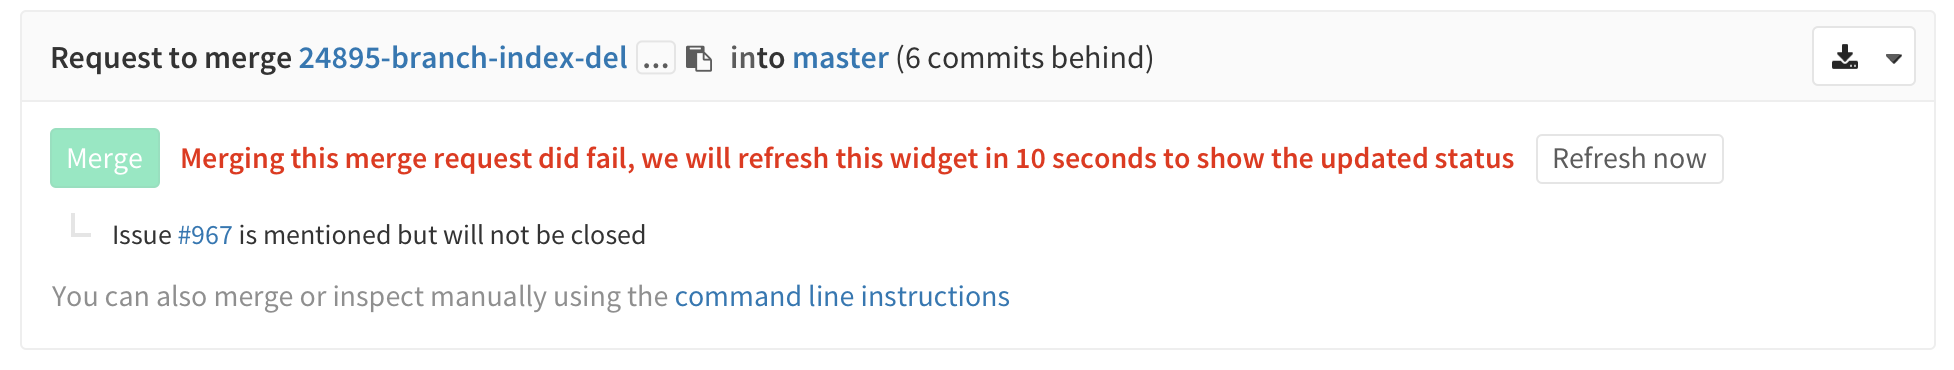 Request to merge 24895-branch-index-del ... into master (6 commits behind)
Merge Merging this merge request did fail, we will refresh this widget in 10 seconds to show the updated status Refresh now
Issue #967 is mentioned but will not be closed
You can also merge or inspect manually using the command line instructions